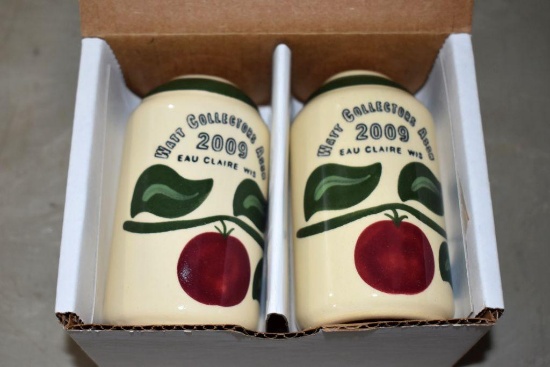 WATT COLLECTORS ASSN
2009
EAU CLAIRE WIS
WATT COLLECTORS ASSN
2009
EAU CLAIRE WIS